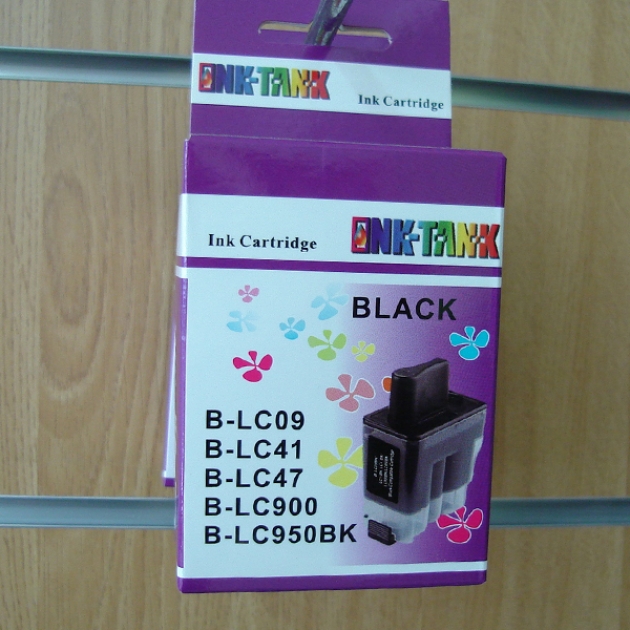 INK-TANK
Ink Cartridge
Ink Cartridge
INK-TANK
BLACK
B-LC09
B-LC41
B-LC47
B-LC900
B-LC950BK